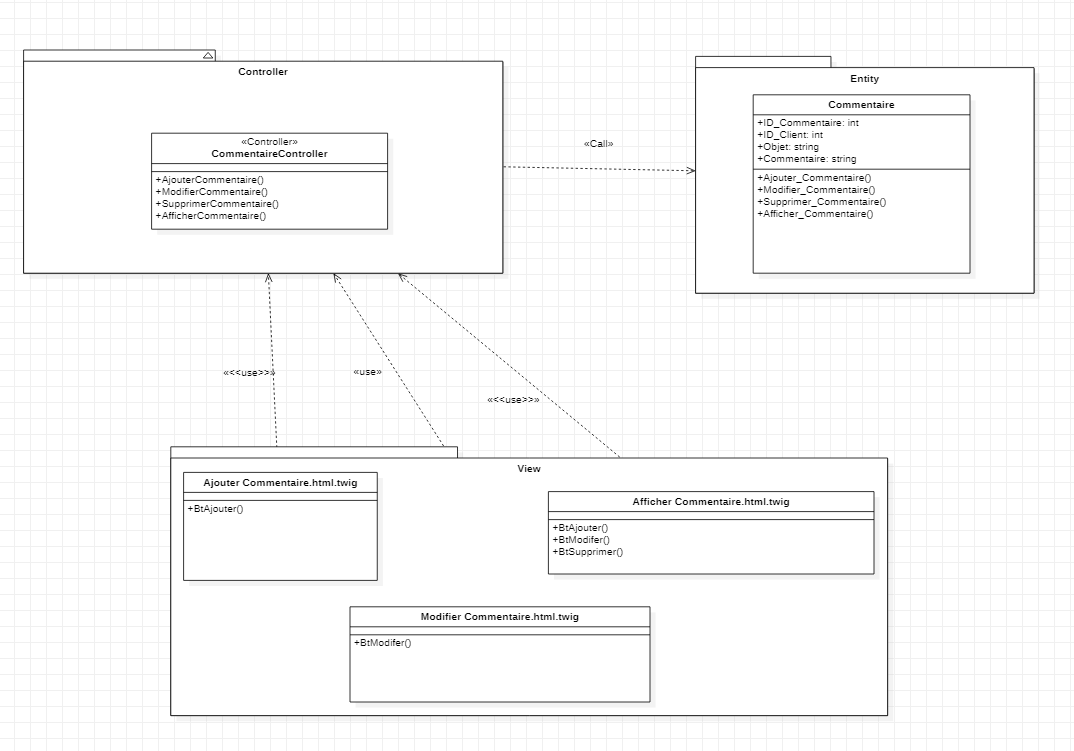 Controller
«Controller»
CommentaireController
+AjouterCommentaire()
+ModifierCommentaire()
+SupprimerCommentaire()
+AfficherCommentaire()
«Call»
Entity
Commentaire
+ID_Commentaire: int
+ID_Client: int
+Objet: string
+Commentaire: string
+Ajouter_Commentaire()
+Modifier_Commentaire()
+Supprimer_Commentaire()
+Afficher_Commentaire()
«<<use>>»
«use»
«<<use>>»
View
Ajouter Commentaire.html.twig
+BtAjouter()
Afficher Commentaire.html.twig
+BtAjouter()
+BtModifer()
+BtSupprimer()
Modifier Commentaire.html.twig
+BtModifer()